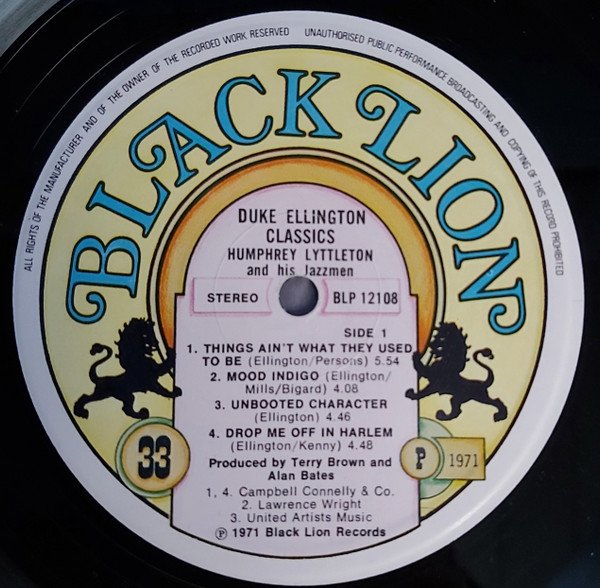 ALL RIGHTS OF THE MANUFACTURER AND OF THE OWNER OF THE RECORDED WORK RESERVED UNAUTHORISED PUBLIC PERFORMANCE BROADCASTING AND COPYING OF THIS RECORD PROHIBITED
BLACK LION
DUKE ELLINGTON
CLASSICS
HUMPHREY LYTTLETON
and his Jazzmen
STEREO BLP 12108
SIDE 1
1. THINGS AIN'T WHAT THEY USED
TO BE (Ellington/Persons) 5.54
2. MOOD INDIGO (Ellington/
Mills/Bigard) 4.08
3. UNBOOTED CHARACTER
(Ellington) 4.46
4. DROP ME OFF IN HARLEM
(Ellington/Kenny) 4.48
33
P 1971
Produced by Terry Brown and
Alan Bates
1, 4. Campbell Connelly & Co.
2. Lawrence Wright
3. United Artists Music
℗ 1971 Black Lion Records